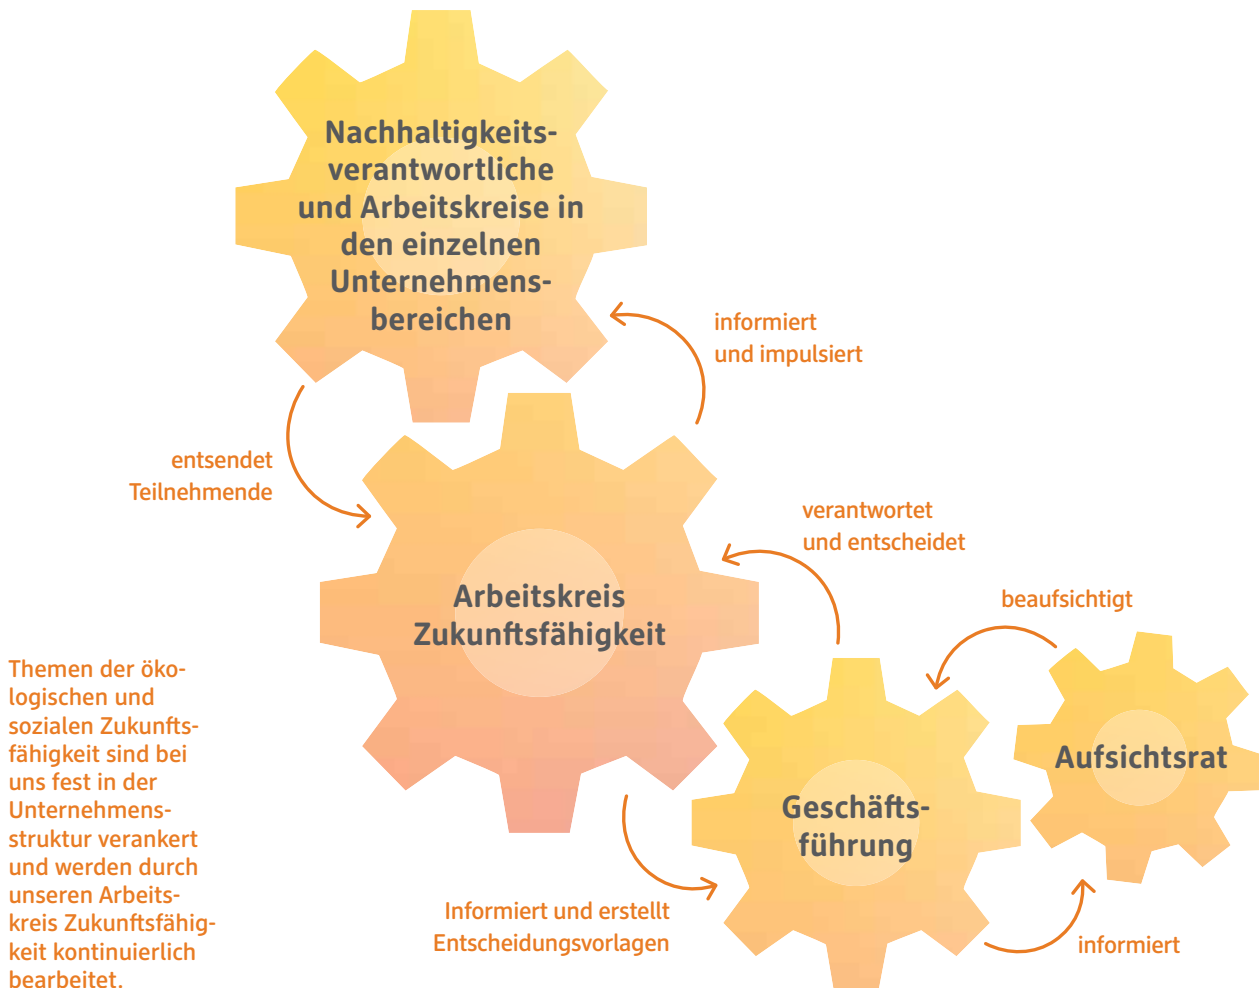 Nachhaltigkeits-
verantwortliche
und Arbeitskreise in
den einzelnen
Unternehmens-
bereichen
informiert
und impulsiert
entsendet
Teilnehmende
Arbeitskreis
Zukunftsfähigkeit
verantwortet
und entscheidet
beaufsichtigt
Aufsichtsrat
Geschäfts-
führung
Informiert und erstellt
Entscheidungsvorlagen
informiert
Themen der öko-
logischen und
sozialen Zukunfts-
fähigkeit sind bei
uns fest in der
Unternehmens-
struktur verankert
und werden durch
unseren Arbeits-
kreis Zukunftsfähig-
keit kontinuierlich
bearbeitet.